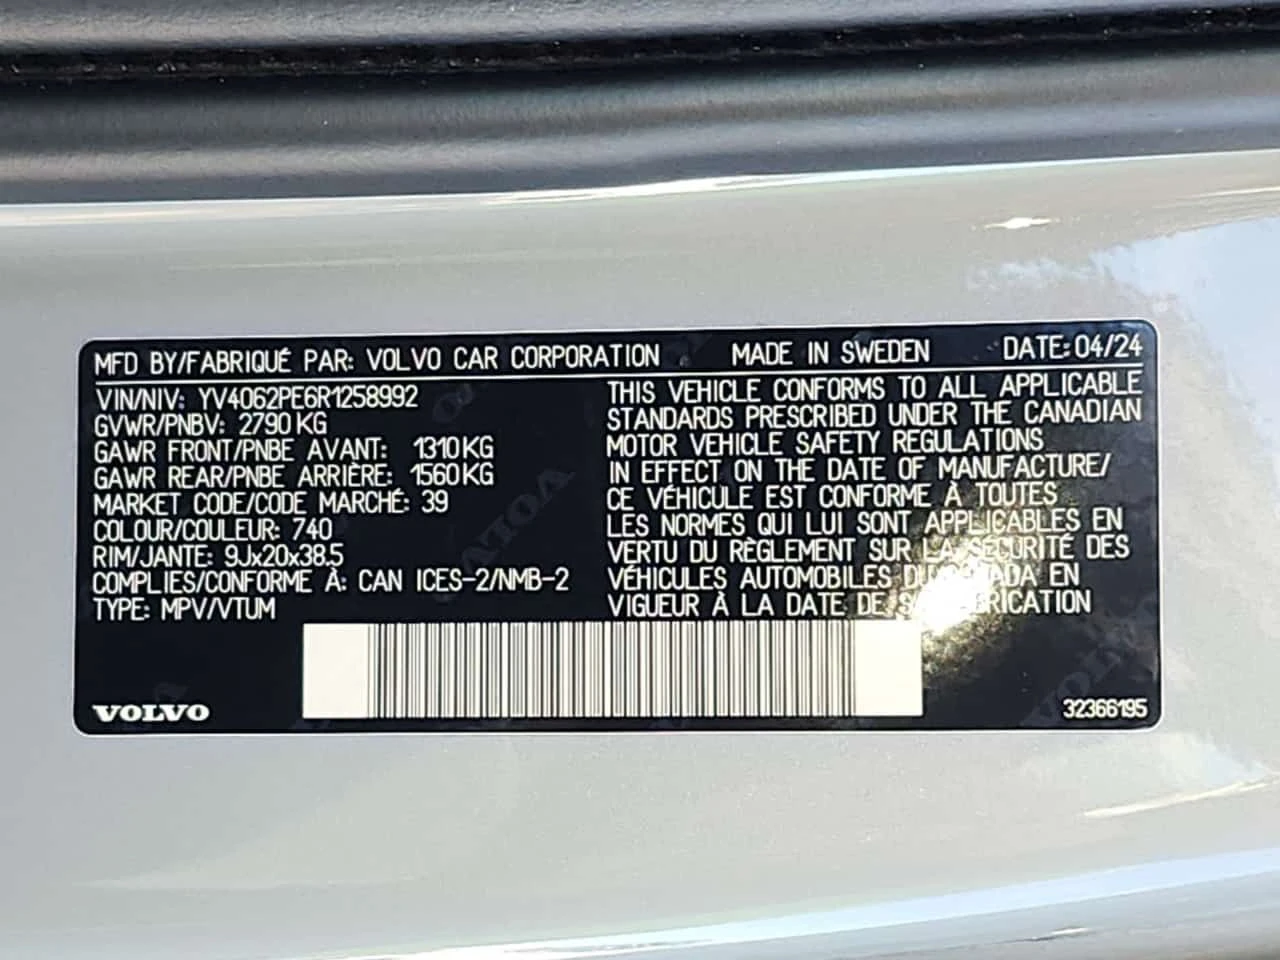 MFD BY/FABRIQUÉ PAR: VOLVO CAR CORPORATION MADE IN SWEDEN DATE: 04/24
VIN/NIV: YV4062PE6R1258992
GVWR/PNBV: 2790 KG
GAWR FRONT/PNBE AVANT: 1310 KG
GAWR REAR/PNBE ARRIÈRE: 1560 KG
MARKET CODE/CODE MARCHÉ: 39
COLOUR/COULEUR: 740
RIM/JANTE: 9Jx20x38.5
COMPLIES/CONFORME À: CAN ICES-2/NMB-2
TYPE: MPV/VTUM
THIS VEHICLE CONFORMS TO ALL APPLICABLE
STANDARDS PRESCRIBED UNDER THE CANADIAN
MOTOR VEHICLE SAFETY REGULATIONS
IN EFFECT ON THE DATE OF MANUFACTURE/
CE VÉHICULE EST CONFORME À TOUTES
LES NORMES QUI LUI SONT APPLICABLES EN
VERTU DU RÈGLEMENT SUR LA SÉCURITÉ DES
VÉHICULES AUTOMOBILES DU CANADA EN
VIGUEUR À LA DATE DE
VOLVO
32366195